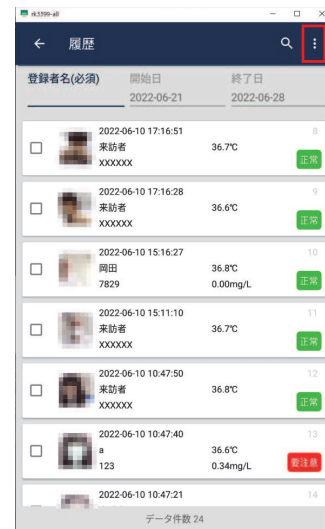 rk3399-all
履歴
登録者名(必須) 開始日 終了日
2022-06-21 2022-06-28
2022-06-10 17:16:51 8
来訪者 36.7℃
XXXXXX 正常
2022-06-10 17:16:28 9
来訪者 36.6℃
XXXXXX 正常
2022-06-10 15:16:27 10
岡田 36.8℃
7829 0.00mg/L 正常
2022-06-10 15:11:10 11
来訪者 36.7℃
XXXXXX 正常
2022-06-10 10:47:50 12
来訪者 36.8℃
XXXXXX 正常
2022-06-10 10:47:40 13
a 36.6℃
123 0.34mg/L 要注意
2022-06-10 10:47:21 14
データ件数 24